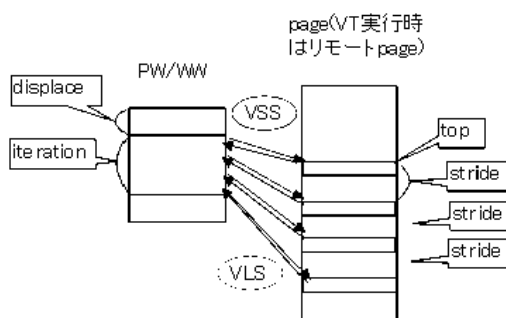 page(VT実行時
はリモートpage)
PW/WW
displace
VSS
top
iteration
stride
stride
stride
VLS